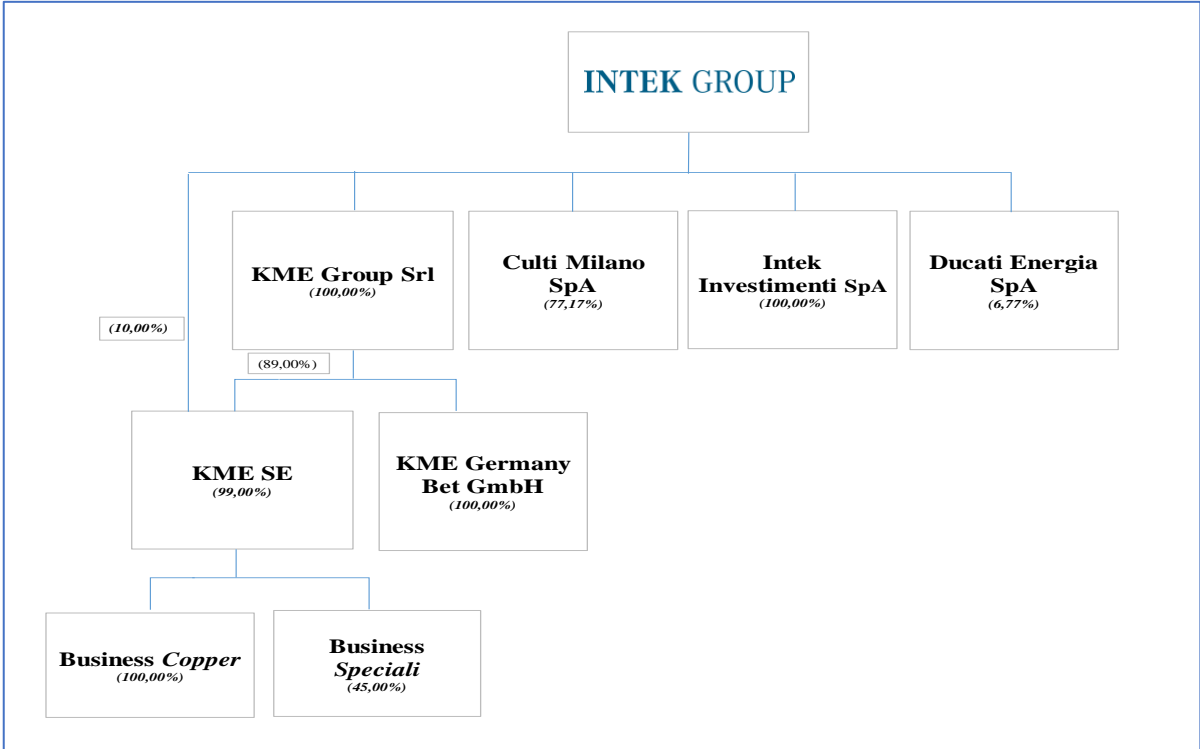 INTEK GROUP
KME Group Srl
(100,00%)
Culti Milano
SpA
(77,17%)
Intek
Investimenti SpA
(100,00%)
Ducati Energia
SpA
(6,77%)
(10,00%)
(89,00%)
KME SE
(99,00%)
KME Germany
Bet GmbH
(100,00%)
Business Copper
(100,00%)
Business
Speciali
(45,00%)